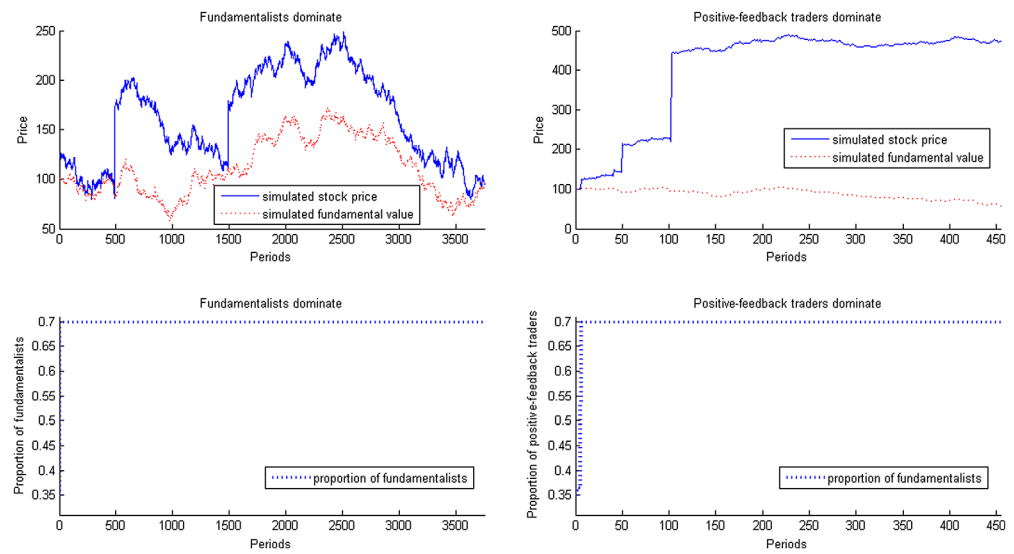 Fundamentalists dominate
250
200
150
100
50
Price
0 500 1000 1500 2000 2500 3000 3500
Periods
simulated stock price
simulated fundamental value
Positive-feedback traders dominate
500
400
300
200
100
0
Price
0 50 100 150 200 250 300 350 400 450
Periods
simulated stock price
simulated fundamental value
Fundamentalists dominate
0.7
0.65
0.6
0.55
0.5
0.45
0.4
0.35
Proportion of fundamentalists
0 500 1000 1500 2000 2500 3000 3500
Periods
proportion of fundamentalists
Positive-feedback traders dominate
0.7
0.65
0.6
0.55
0.5
0.45
0.4
0.35
Proportion of positive-feedback traders
0 50 100 150 200 250 300 350 400 450
Periods
proportion of fundamentalists